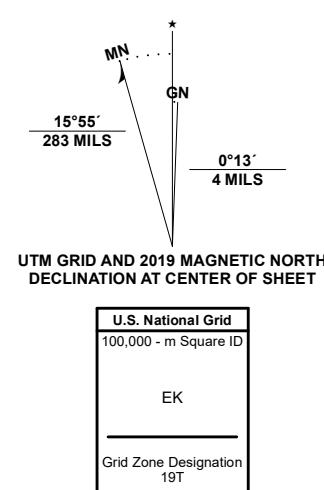 ★
MN
GN
15°55´
283 MILS
0°13´
4 MILS
UTM GRID AND 2019 MAGNETIC NORTH
DECLINATION AT CENTER OF SHEET
U.S. National Grid
100,000 - m Square ID
EK
Grid Zone Designation
19T